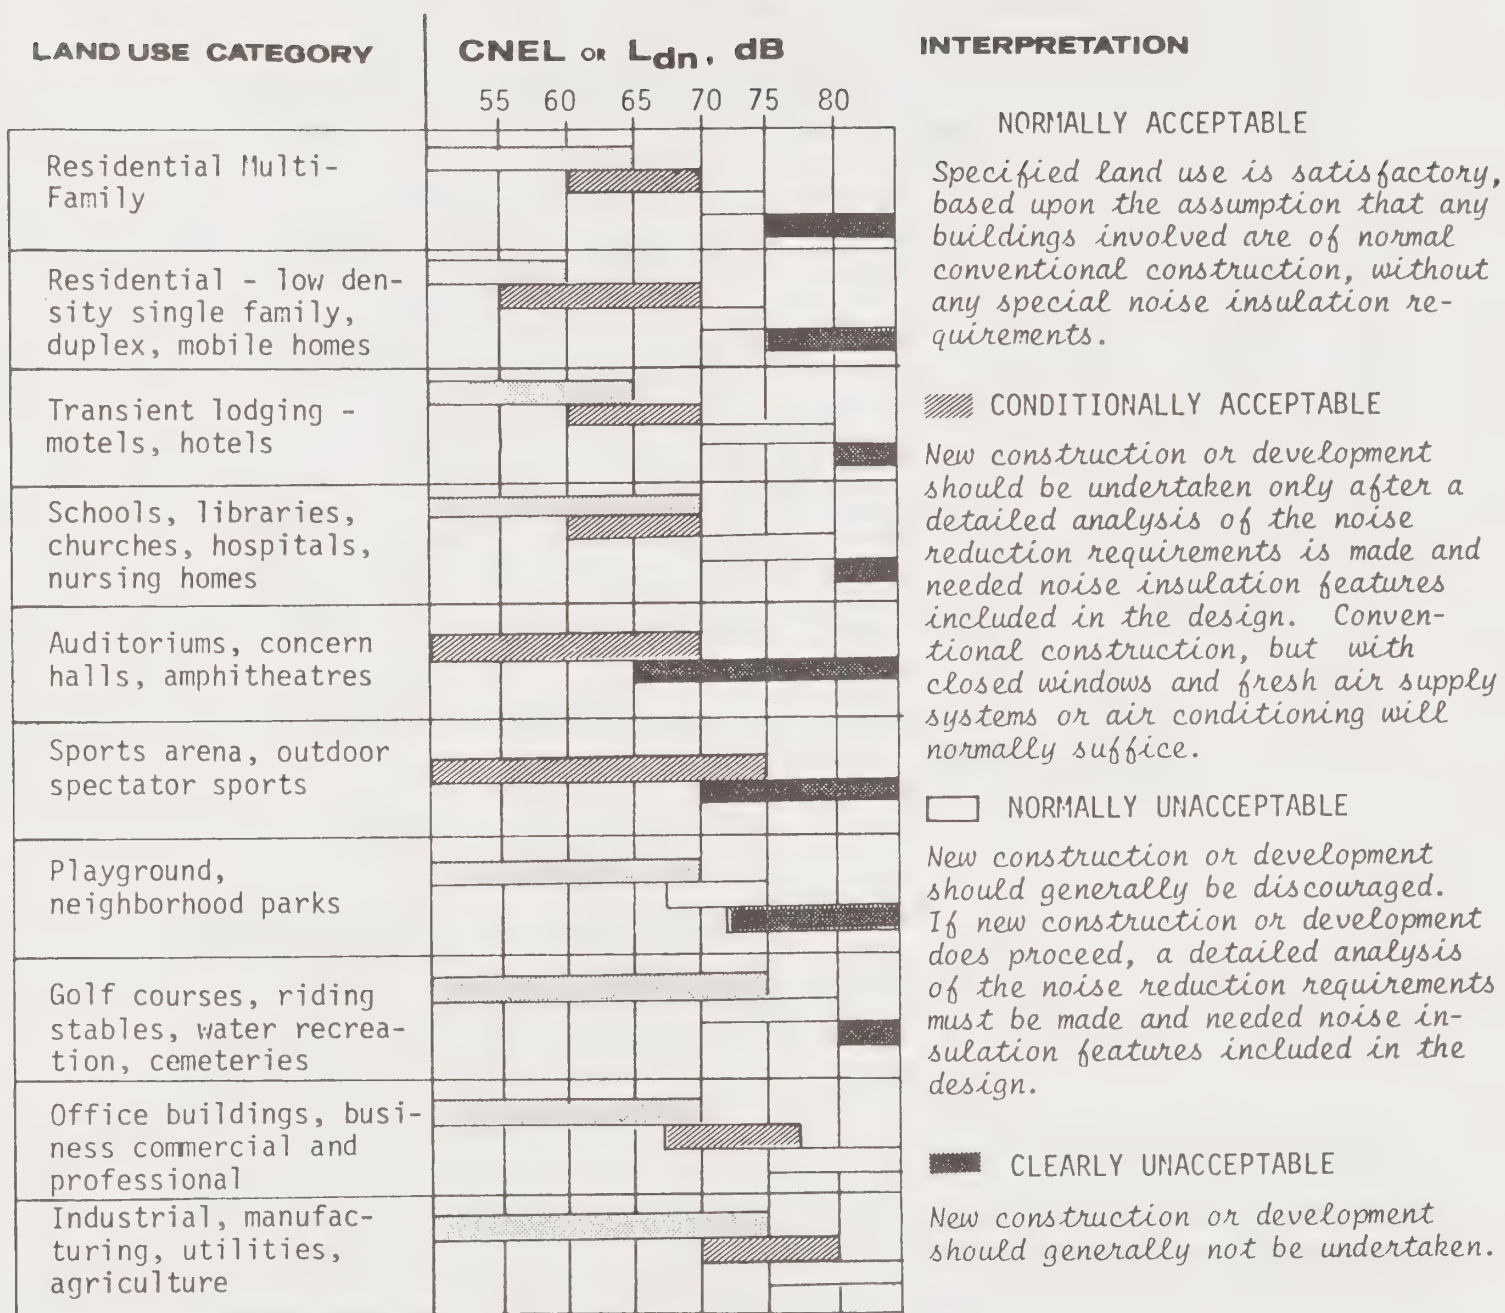 LAND USE CATEGORY
CNEL OR Ldn, dB
55 60 65 70 75 80
Residential Multi-
Family
Residential - low den-
sity single family,
duplex, mobile homes
Transient lodging -
motels, hotels
Schools, libraries,
churches, hospitals,
nursing homes
Auditoriums, concern
halls, amphitheatres
Sports arena, outdoor
spectator sports
Playground,
neighborhood parks
Golf courses, riding
stables, water recrea-
tion, cemeteries
Office buildings, busi-
ness commercial and
professional
Industrial, manufac-
turing, utilities,
agriculture
INTERPRETATION
NORMALLY ACCEPTABLE
Specified land use is satisfactory,
based upon the assumption that any
buildings involved are of normal
conventional construction, without
any special noise insulation re-
quirements.
CONDITIONALLY ACCEPTABLE
New construction or development
should be undertaken only after a
detailed analysis of the noise
reduction requirements is made and
needed noise insulation features
included in the design. Conven-
tional construction, but with
closed windows and fresh air supply
systems or air conditioning will
normally suffice.
NORMALLY UNACCEPTABLE
New construction or development
should generally be discouraged.
If new construction or development
does proceed, a detailed analysis
of the noise reduction requirements
must be made and needed noise in-
sulation features included in the
design.
CLEARLY UNACCEPTABLE
New construction or development
should generally not be undertaken.